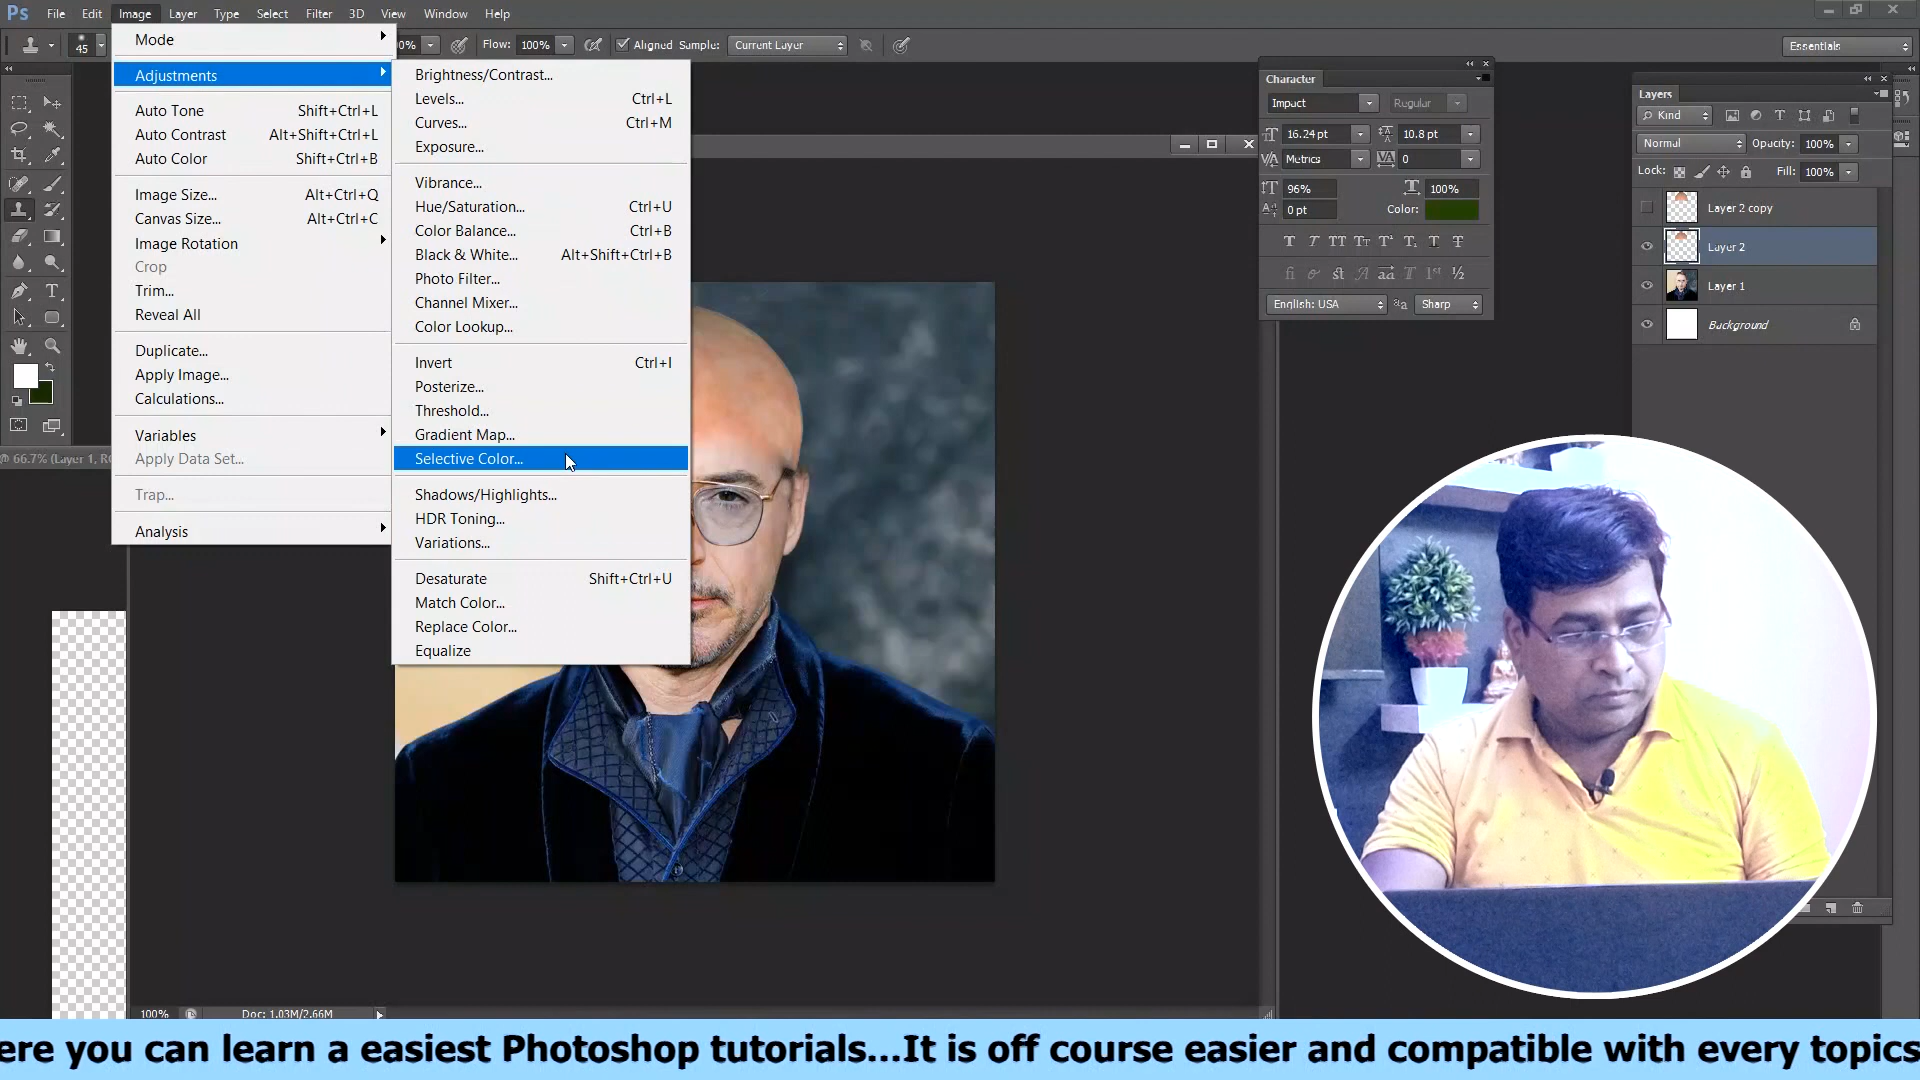 Ps File Edit Image Layer Type Select Filter 3D View Window Help
45 Flow: 100% Aligned Sample: Current Layer Essentials
Mode
Adjustments
Auto Tone Shift+Ctrl+L
Auto Contrast Alt+Shift+Ctrl+L
Auto Color Shift+Ctrl+B
Image Size... Alt+Ctrl+Q
Canvas Size... Alt+Ctrl+C
Image Rotation
Crop
Trim...
Reveal All
Duplicate...
Apply Image...
Calculations...
Variables
Apply Data Set...
Trap...
Analysis
Brightness/Contrast...
Levels... Ctrl+L
Curves... Ctrl+M
Exposure...
Vibrance...
Hue/Saturation... Ctrl+U
Color Balance... Ctrl+B
Black & White... Alt+Shift+Ctrl+B
Photo Filter...
Channel Mixer...
Color Lookup...
Invert Ctrl+I
Posterize...
Threshold...
Gradient Map...
Selective Color...
Shadows/Highlights...
HDR Toning...
Variations...
Desaturate Shift+Ctrl+U
Match Color...
Replace Color...
Equalize
@ 66.7% (Layer 1,
Character
Impact Regular
16.24 pt 10.8 pt
Metrics 0
96% 100%
0 pt Color:
English: USA Sharp
Layers
Kind
Normal Opacity: 100%
Lock: Fill: 100%
Layer 2 copy
Layer 2
Layer 1
Background
100% Doc: 1.03M/2.66M
ere you can learn a easiest Photoshop tutorials...It is off course easier and compatible with every topics